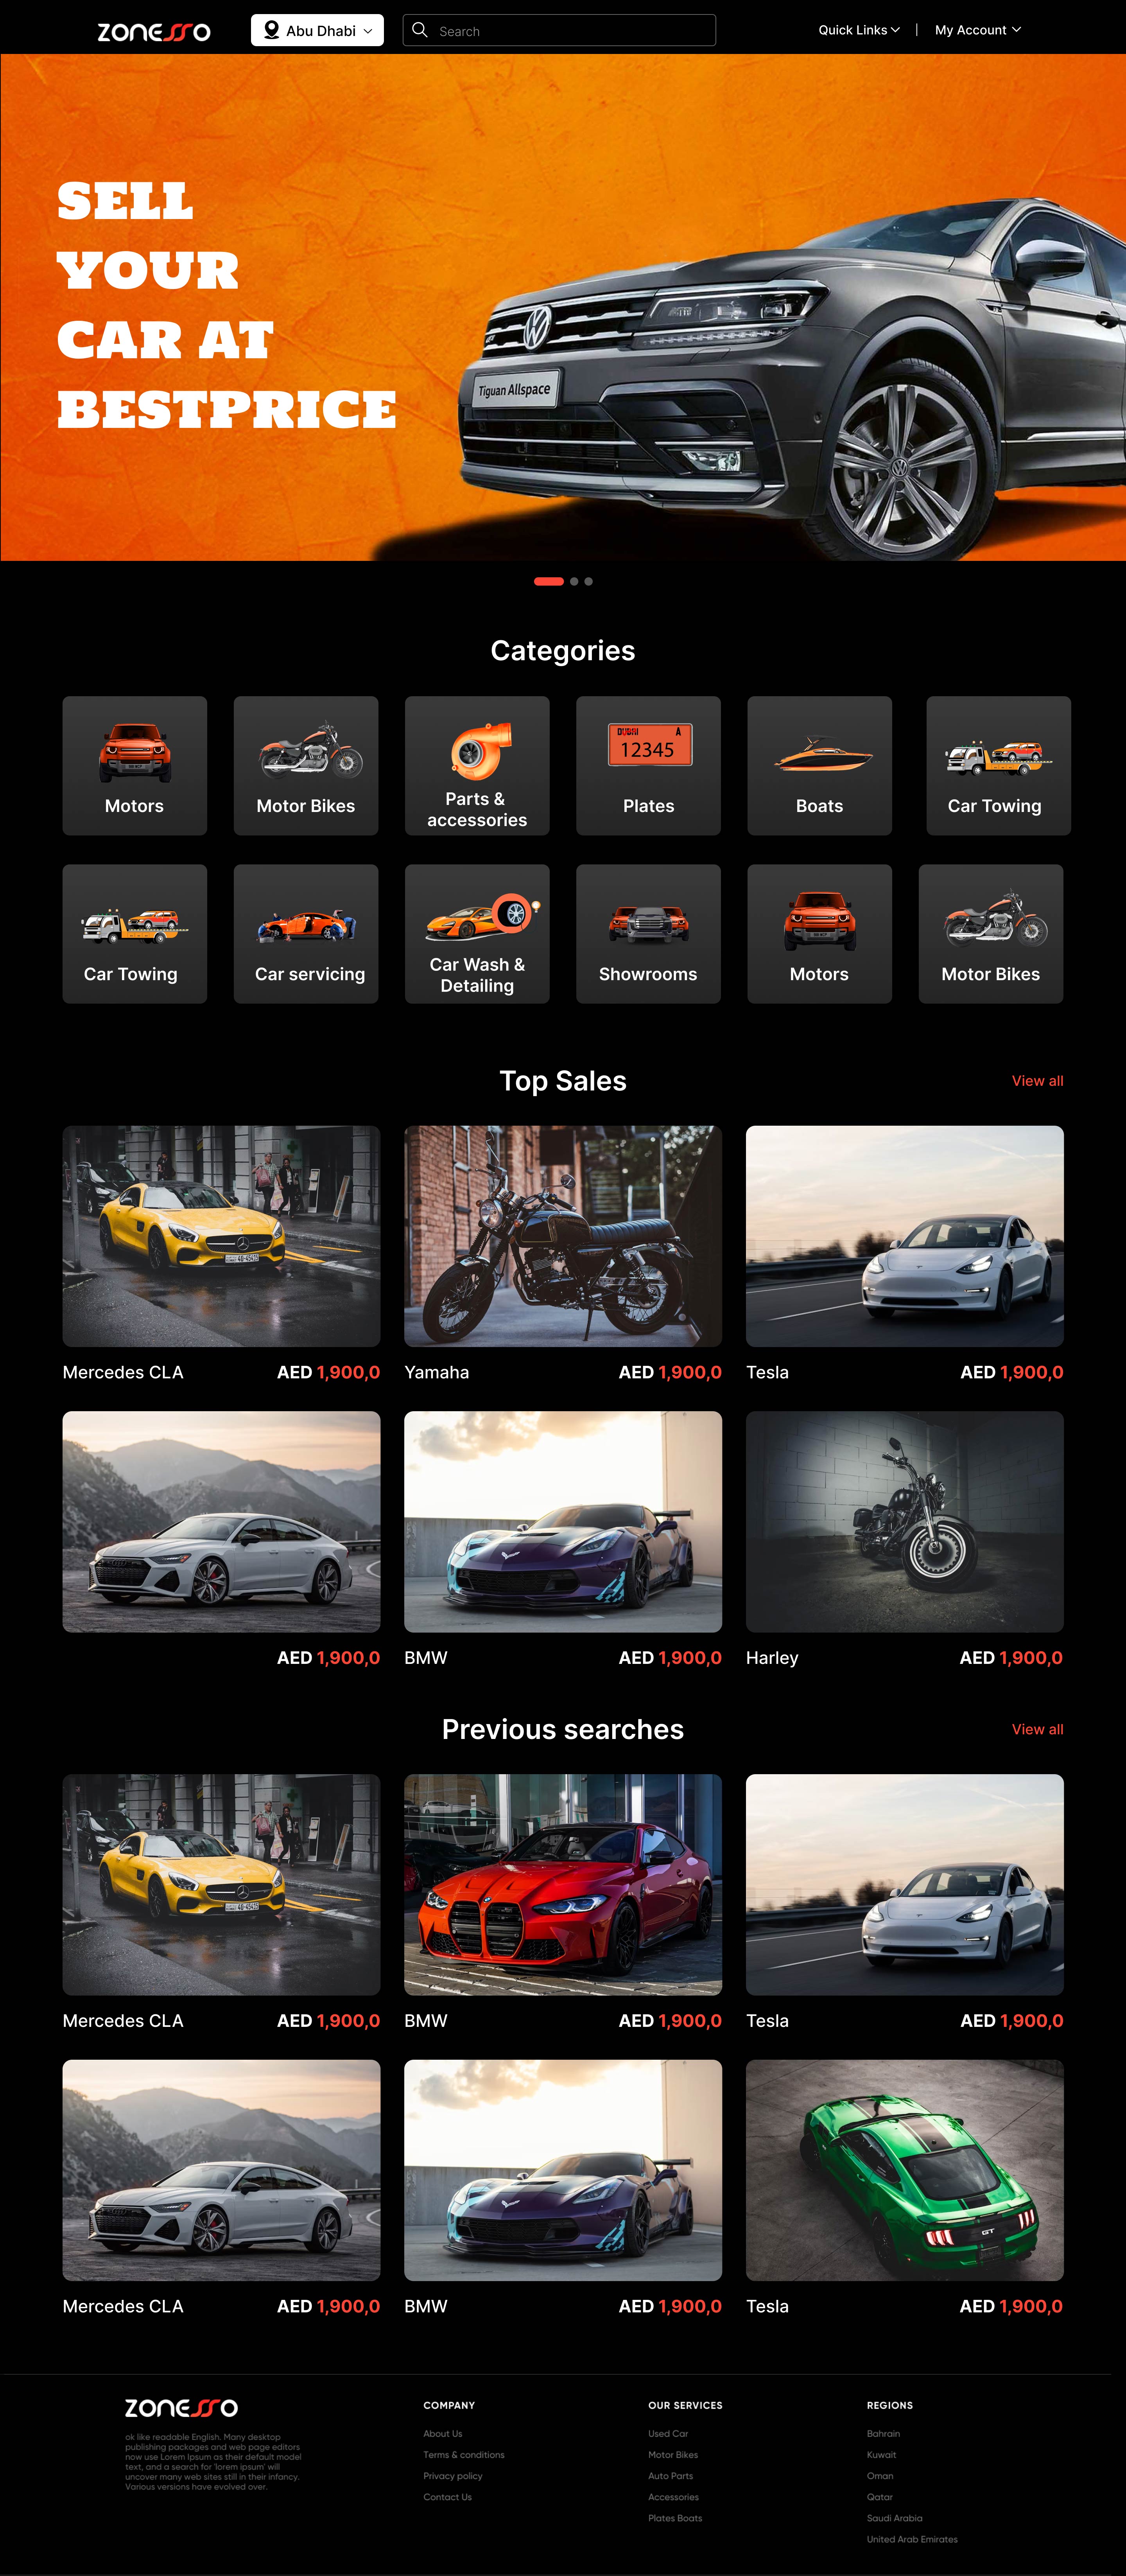 zonesso
Abu Dhabi
Search
Quick Links
|
My Account
SELL
YOUR
CAR AT
BESTPRICE
Tiguan Allspace
Categories
Motors
Motor Bikes
Parts &
accessories
DUBAI A
12345
Plates
Boats
Car Towing
Car Towing
Car servicing
Car Wash &
Detailing
Showrooms
Motors
Motor Bikes
Top Sales
View all
Mercedes CLA
AED 1,900,0
Yamaha
AED 1,900,0
Tesla
AED 1,900,0
AED 1,900,0
BMW
AED 1,900,0
Harley
AED 1,900,0
Previous searches
View all
Mercedes CLA
AED 1,900,0
BMW
AED 1,900,0
Tesla
AED 1,900,0
GT
Mercedes CLA
AED 1,900,0
BMW
AED 1,900,0
Tesla
AED 1,900,0
zonesso
ok like readable English. Many desktop
publishing packages and web page editors
now use Lorem Ipsum as their default model
text, and a search for 'lorem ipsum' will
uncover many web sites still in their infancy.
Various versions have evolved over.
COMPANY
About Us
Terms & conditions
Privacy policy
Contact Us
OUR SERVICES
Used Car
Motor Bikes
Auto Parts
Accessories
Plates Boats
REGIONS
Bahrain
Kuwait
Oman
Qatar
Saudi Arabia
United Arab Emirates